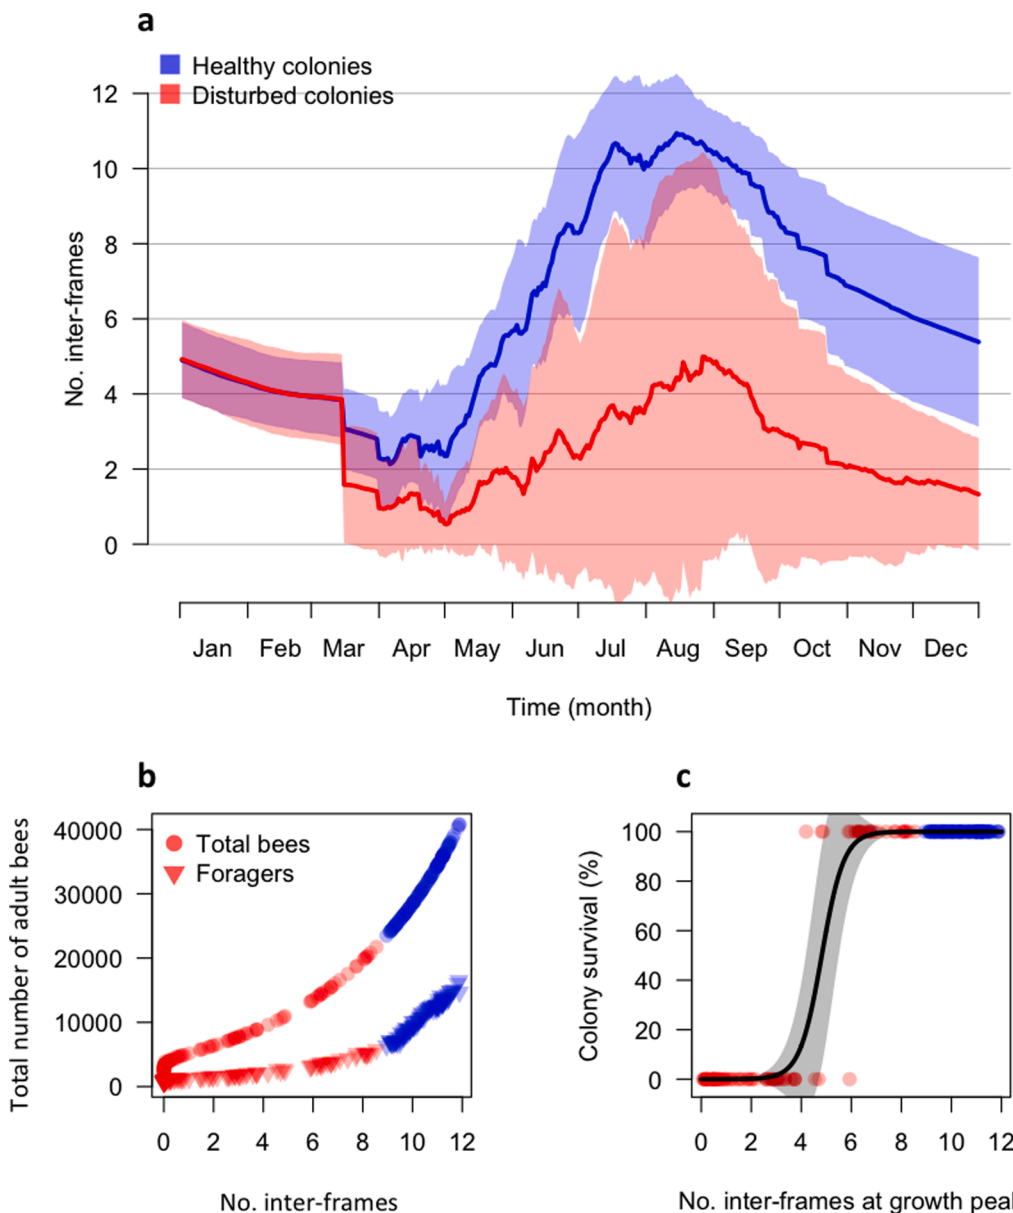 a
Healthy colonies
Disturbed colonies
No. inter-frames
12
10
8
6
4
2
0
Jan Feb Mar Apr May Jun Jul Aug Sep Oct Nov Dec
Time (month)
b
Total number of adult bees
40000
30000
20000
10000
0
Total bees
Foragers
0 2 4 6 8 10 12
No. inter-frames
c
Colony survival (%)
100
80
60
40
20
0
0 2 4 6 8 10 12
No. inter-frames at growth peak